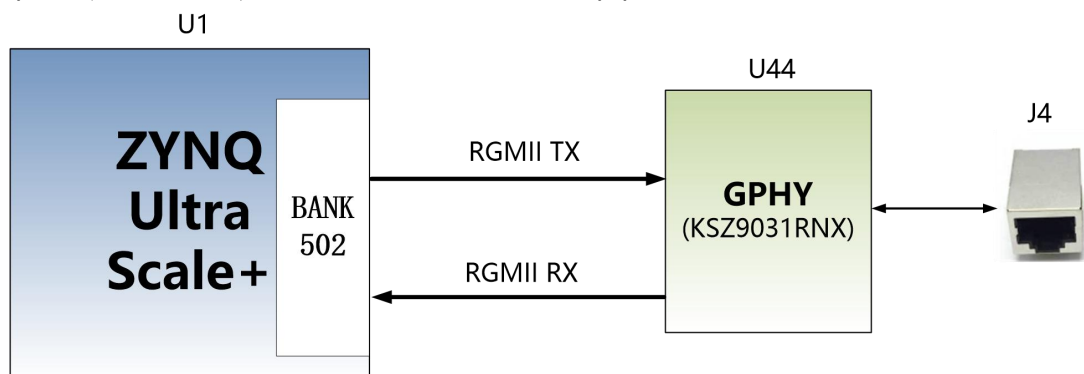 U1
ZYNQ
Ultra
Scale+
BANK
502
RGMII TX
RGMII RX
U44
GPHY
(KSZ9031RNX)
J4